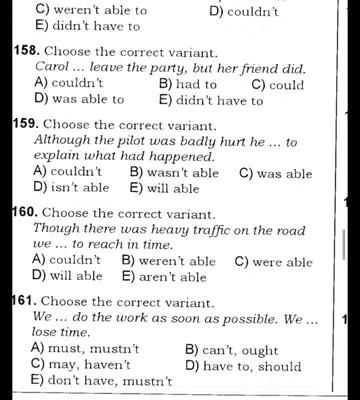 C) weren't able to D) couldn't
E) didn't have to
158. Choose the correct variant.
Carol ... leave the party, but her friend did.
A) couldn't B) had to C) could
D) was able to E) didn't have to
159. Choose the correct variant.
Although the pilot was badly hurt he ... to
explain what had happened.
A) couldn't B) wasn't able C) was able
D) isn't able E) will able
160. Choose the correct variant.
Though there was heavy traffic on the road
we ... to reach in time.
A) couldn't B) weren't able C) were able
D) will able E) aren't able
161. Choose the correct variant.
We ... do the work as soon as possible. We ...
lose time.
A) must, mustn't B) can't, ought
C) may, haven't D) have to, should
E) don't have, mustn't